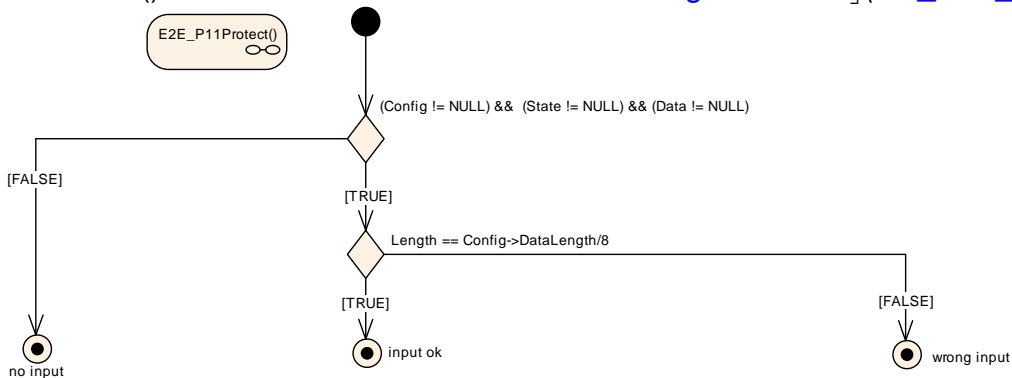 E2E_P11Protect()
(Config != NULL) && (State != NULL) && (Data != NULL)
[FALSE]
[TRUE]
Length == Config->DataLength/8
[TRUE]
[FALSE]
input ok
wrong input
no input